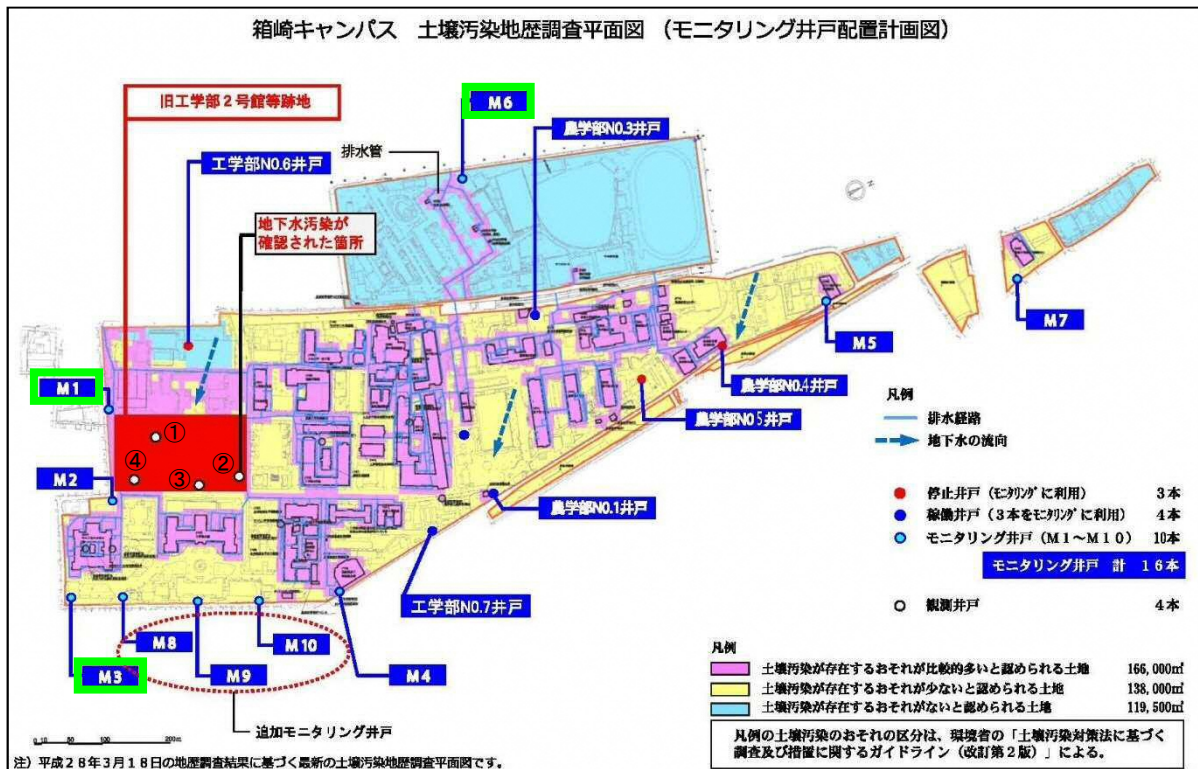 箱崎キャンパス 土壌汚染地歴調査平面図 (モニタリング井戸配置計画図)
旧工学部2号館等跡地
M6
農学部NO.3井戸
排水管
工学部NO.6井戸
地下水汚染が
確認された箇所
N
M7
M5
M1
農学部NO.4井戸
凡例
排水経路
地下水の流向
農学部NO5井戸
①
②
③
④
M2
農学部NO.1井戸
停止井戸(モニタリングに利用) 3本
稼働井戸(3本をモニタリングに利用) 4本
モニタリング井戸(M1~M10) 10本
モニタリング井戸 計 16本
工学部NO.7井戸
観測井戸 4本
M8
M10
M3
M9
M4
追加モニタリング井戸
凡例
土壌汚染が存在するおそれが比較的多いと認められる土地 166,000㎡
土壌汚染が存在するおそれが少ないと認められる土地 138,000㎡
土壌汚染が存在するおそれがないと認められる土地 119,500㎡
凡例の土壌汚染のおそれの区分は、環境省の「土壌汚染対策法に基づく
調査及び措置に関するガイドライン(改訂第2版)」による。
0 10 50 100 200m
注)平成28年3月18日の地歴調査結果に基づく最新の土壌汚染地歴調査平面図です。